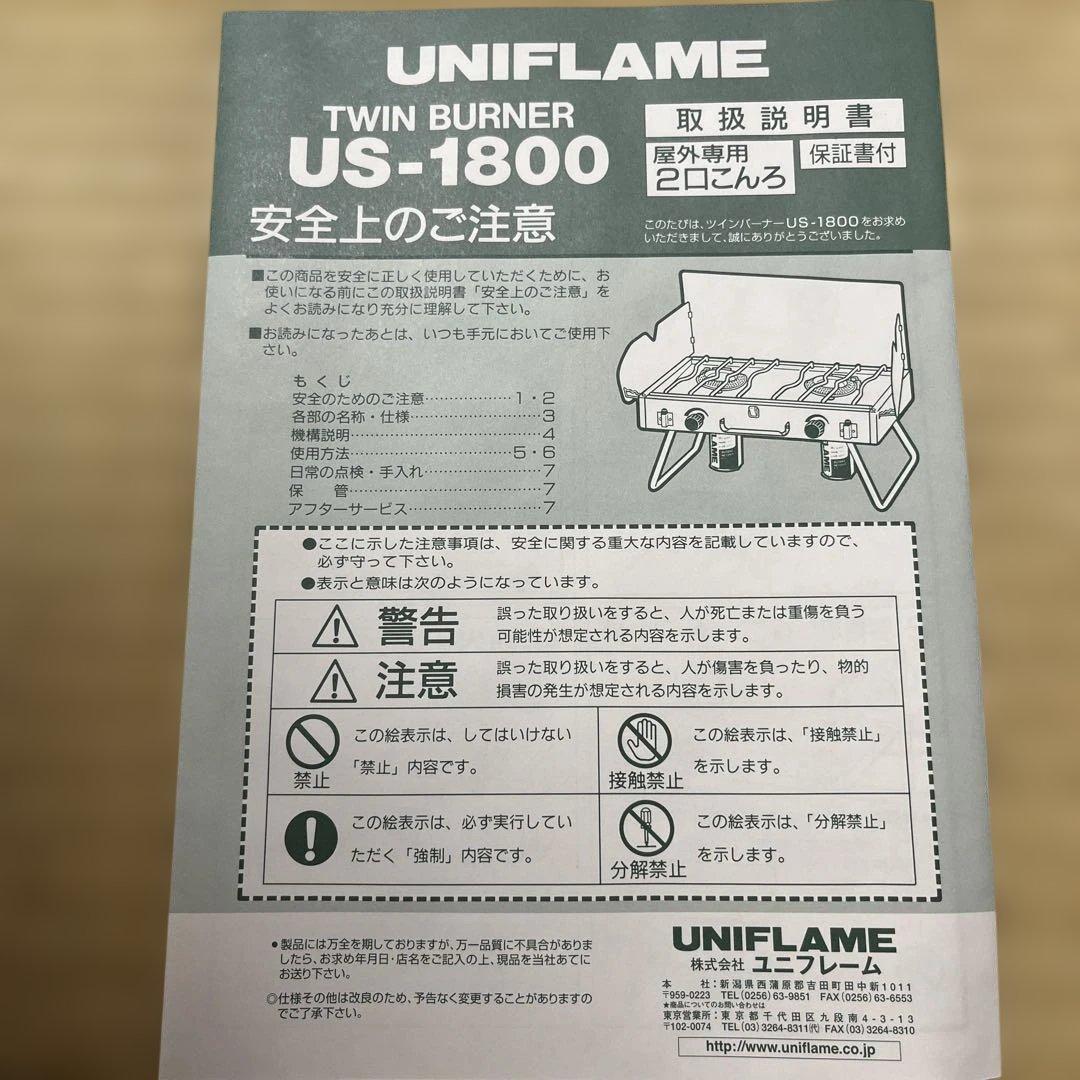 UNIFLAME
TWIN BURNER
US-1800
取扱説明書
屋外専用
2口こんろ
保証書付
安全上のご注意
このたびは、ツインバーナーUS-1800をお求め
いただきまして、誠にありがとうございました。
■この商品を安全に正しく使用していただくために、お
使いになる前にこの取扱説明書「安全上のご注意」を
よくお読みになり充分に理解して下さい。
■お読みになったあとは、いつも手元においてご使用下
さい。
もくじ
安全のためのご注意…………………1・2
各部の名称・仕様……………………3
機構説明………………………………4
使用方法……………………………5・6
日常の点検・手入れ…………………7
保　管…………………………………7
アフターサービス……………………7
●ここに示した注意事項は、安全に関する重大な内容を記載していますので、
必ず守って下さい。
●表示と意味は次のようになっています。
警告
誤った取り扱いをすると、人が死亡または重傷を負う
可能性が想定される内容を示します。
注意
誤った取り扱いをすると、人が傷害を負ったり、物的
損害の発生が想定される内容を示します。
禁止
この絵表示は、してはいけない
「禁止」内容です。
接触禁止
この絵表示は、「接触禁止」
を示します。
この絵表示は、必ず実行してい
ただく「強制」内容です。
分解禁止
この絵表示は、「分解禁止」
を示します。
●製品には万全を期しておりますが、万一品質に不具合がありま
したら、お求め年月日・店名をご記入の上、現品を当社あてに
お送り下さい。
◎仕様その他は改良のため、予告なく変更することがありますの
でご了承下さい。
UNIFLAME
株式会社 ユニフレーム
本　社：新潟県西蒲原郡吉田町田中新1011
〒959-0223 TEL(0256)63-9851 FAX(0256)63-6553
★商品についてのお問い合わせは
東京営業所：東京都千代田区九段南4-3-13
〒102-0074 TEL(03)3264-8311㈹ FAX(03)3264-8310
http://www.uniflame.co.jp